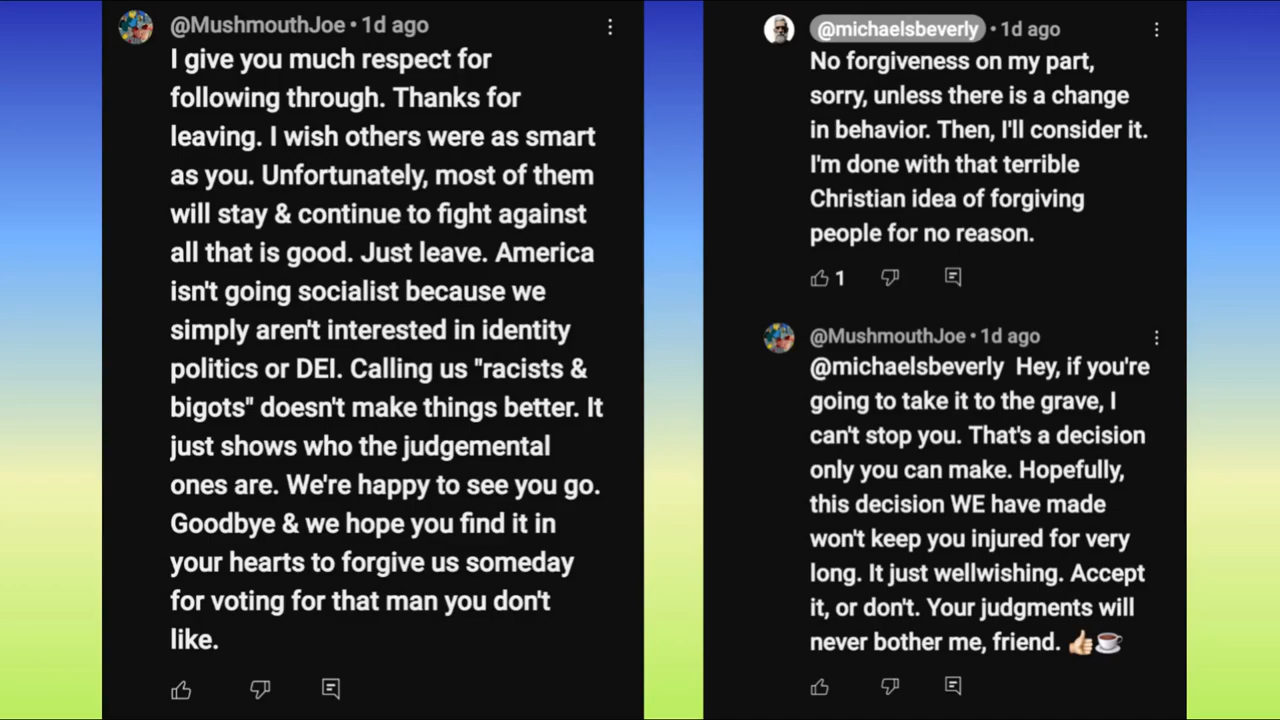 @MushmouthJoe • 1d ago
I give you much respect for
following through. Thanks for
leaving. I wish others were as smart
as you. Unfortunately, most of them
will stay & continue to fight against
all that is good. Just leave. America
isn't going socialist because we
simply aren't interested in identity
politics or DEI. Calling us "racists &
bigots" doesn't make things better. It
just shows who the judgemental
ones are. We're happy to see you go.
Goodbye & we hope you find it in
your hearts to forgive us someday
for voting for that man you don't
like.
@michaelsbeverly • 1d ago
No forgiveness on my part,
sorry, unless there is a change
in behavior. Then, I'll consider it.
I'm done with that terrible
Christian idea of forgiving
people for no reason.
1
@MushmouthJoe • 1d ago
@michaelsbeverly Hey, if you're
going to take it to the grave, I
can't stop you. That's a decision
only you can make. Hopefully,
this decision WE have made
won't keep you injured for very
long. It just wellwishing. Accept
it, or don't. Your judgments will
never bother me, friend. 👍🏻☕